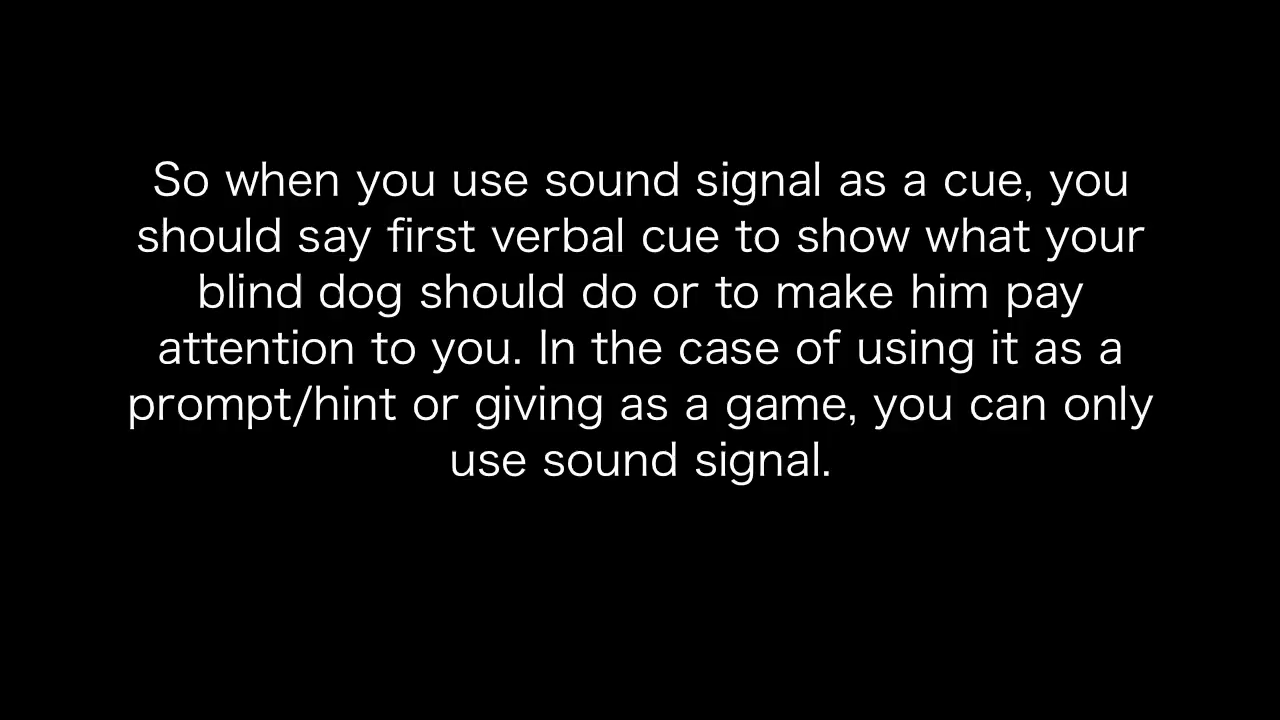 So when you use sound signal as a cue, you
should say first verbal cue to show what your
blind dog should do or to make him pay
attention to you. In the case of using it as a
prompt/hint or giving as a game, you can only
use sound signal.